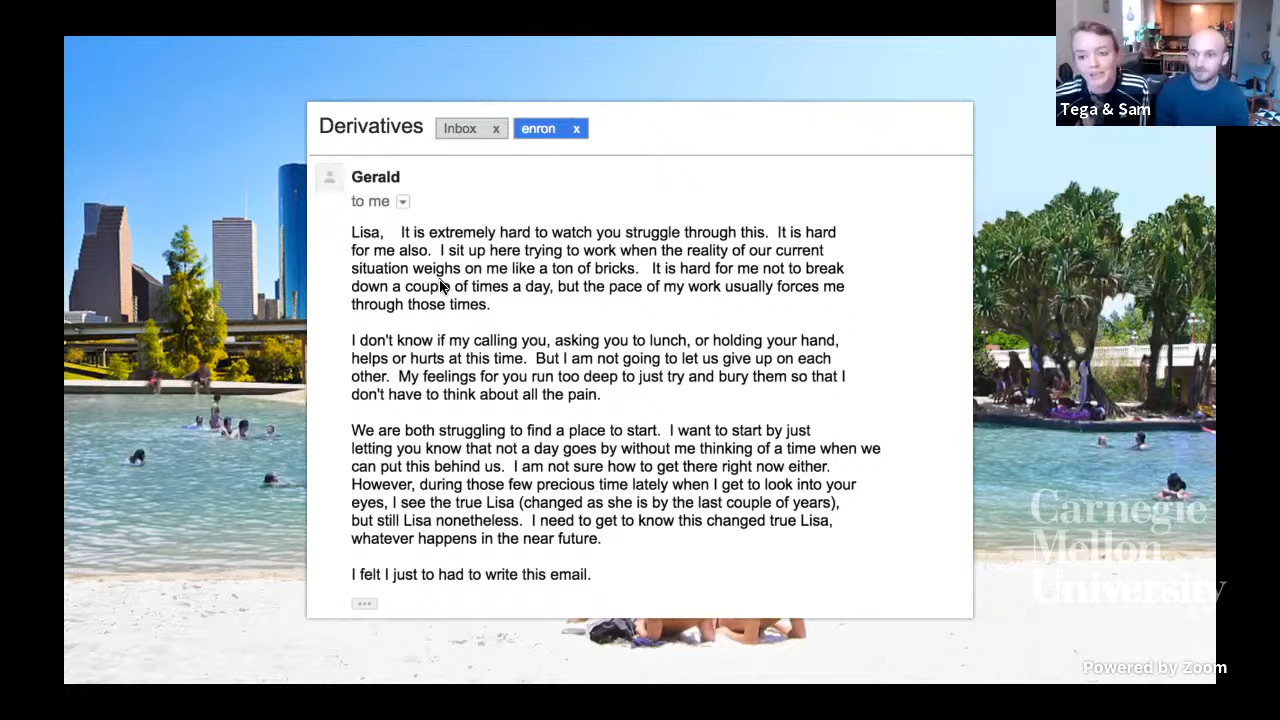 Tega & Sam
Derivatives Inbox x enron x
Gerald
to me
Lisa,    It is extremely hard to watch you struggle through this.  It is hard
for me also.  I sit up here trying to work when the reality of our current
situation weighs on me like a ton of bricks.   It is hard for me not to break
down a couple of times a day, but the pace of my work usually forces me
through those times.
I don't know if my calling you, asking you to lunch, or holding your hand,
helps or hurts at this time.  But I am not going to let us give up on each
other.  My feelings for you run too deep to just try and bury them so that I
don't have to think about all the pain.
We are both struggling to find a place to start.  I want to start by just
letting you know that not a day goes by without me thinking of a time when we
can put this behind us.  I am not sure how to get there right now either.
However, during those few precious time lately when I get to look into your
eyes, I see the true Lisa (changed as she is by the last couple of years),
but still Lisa nonetheless.  I need to get to know this changed true Lisa,
whatever happens in the near future.
I felt I just to had to write this email.
Carnegie
Mellon
University
Powered by Zoom